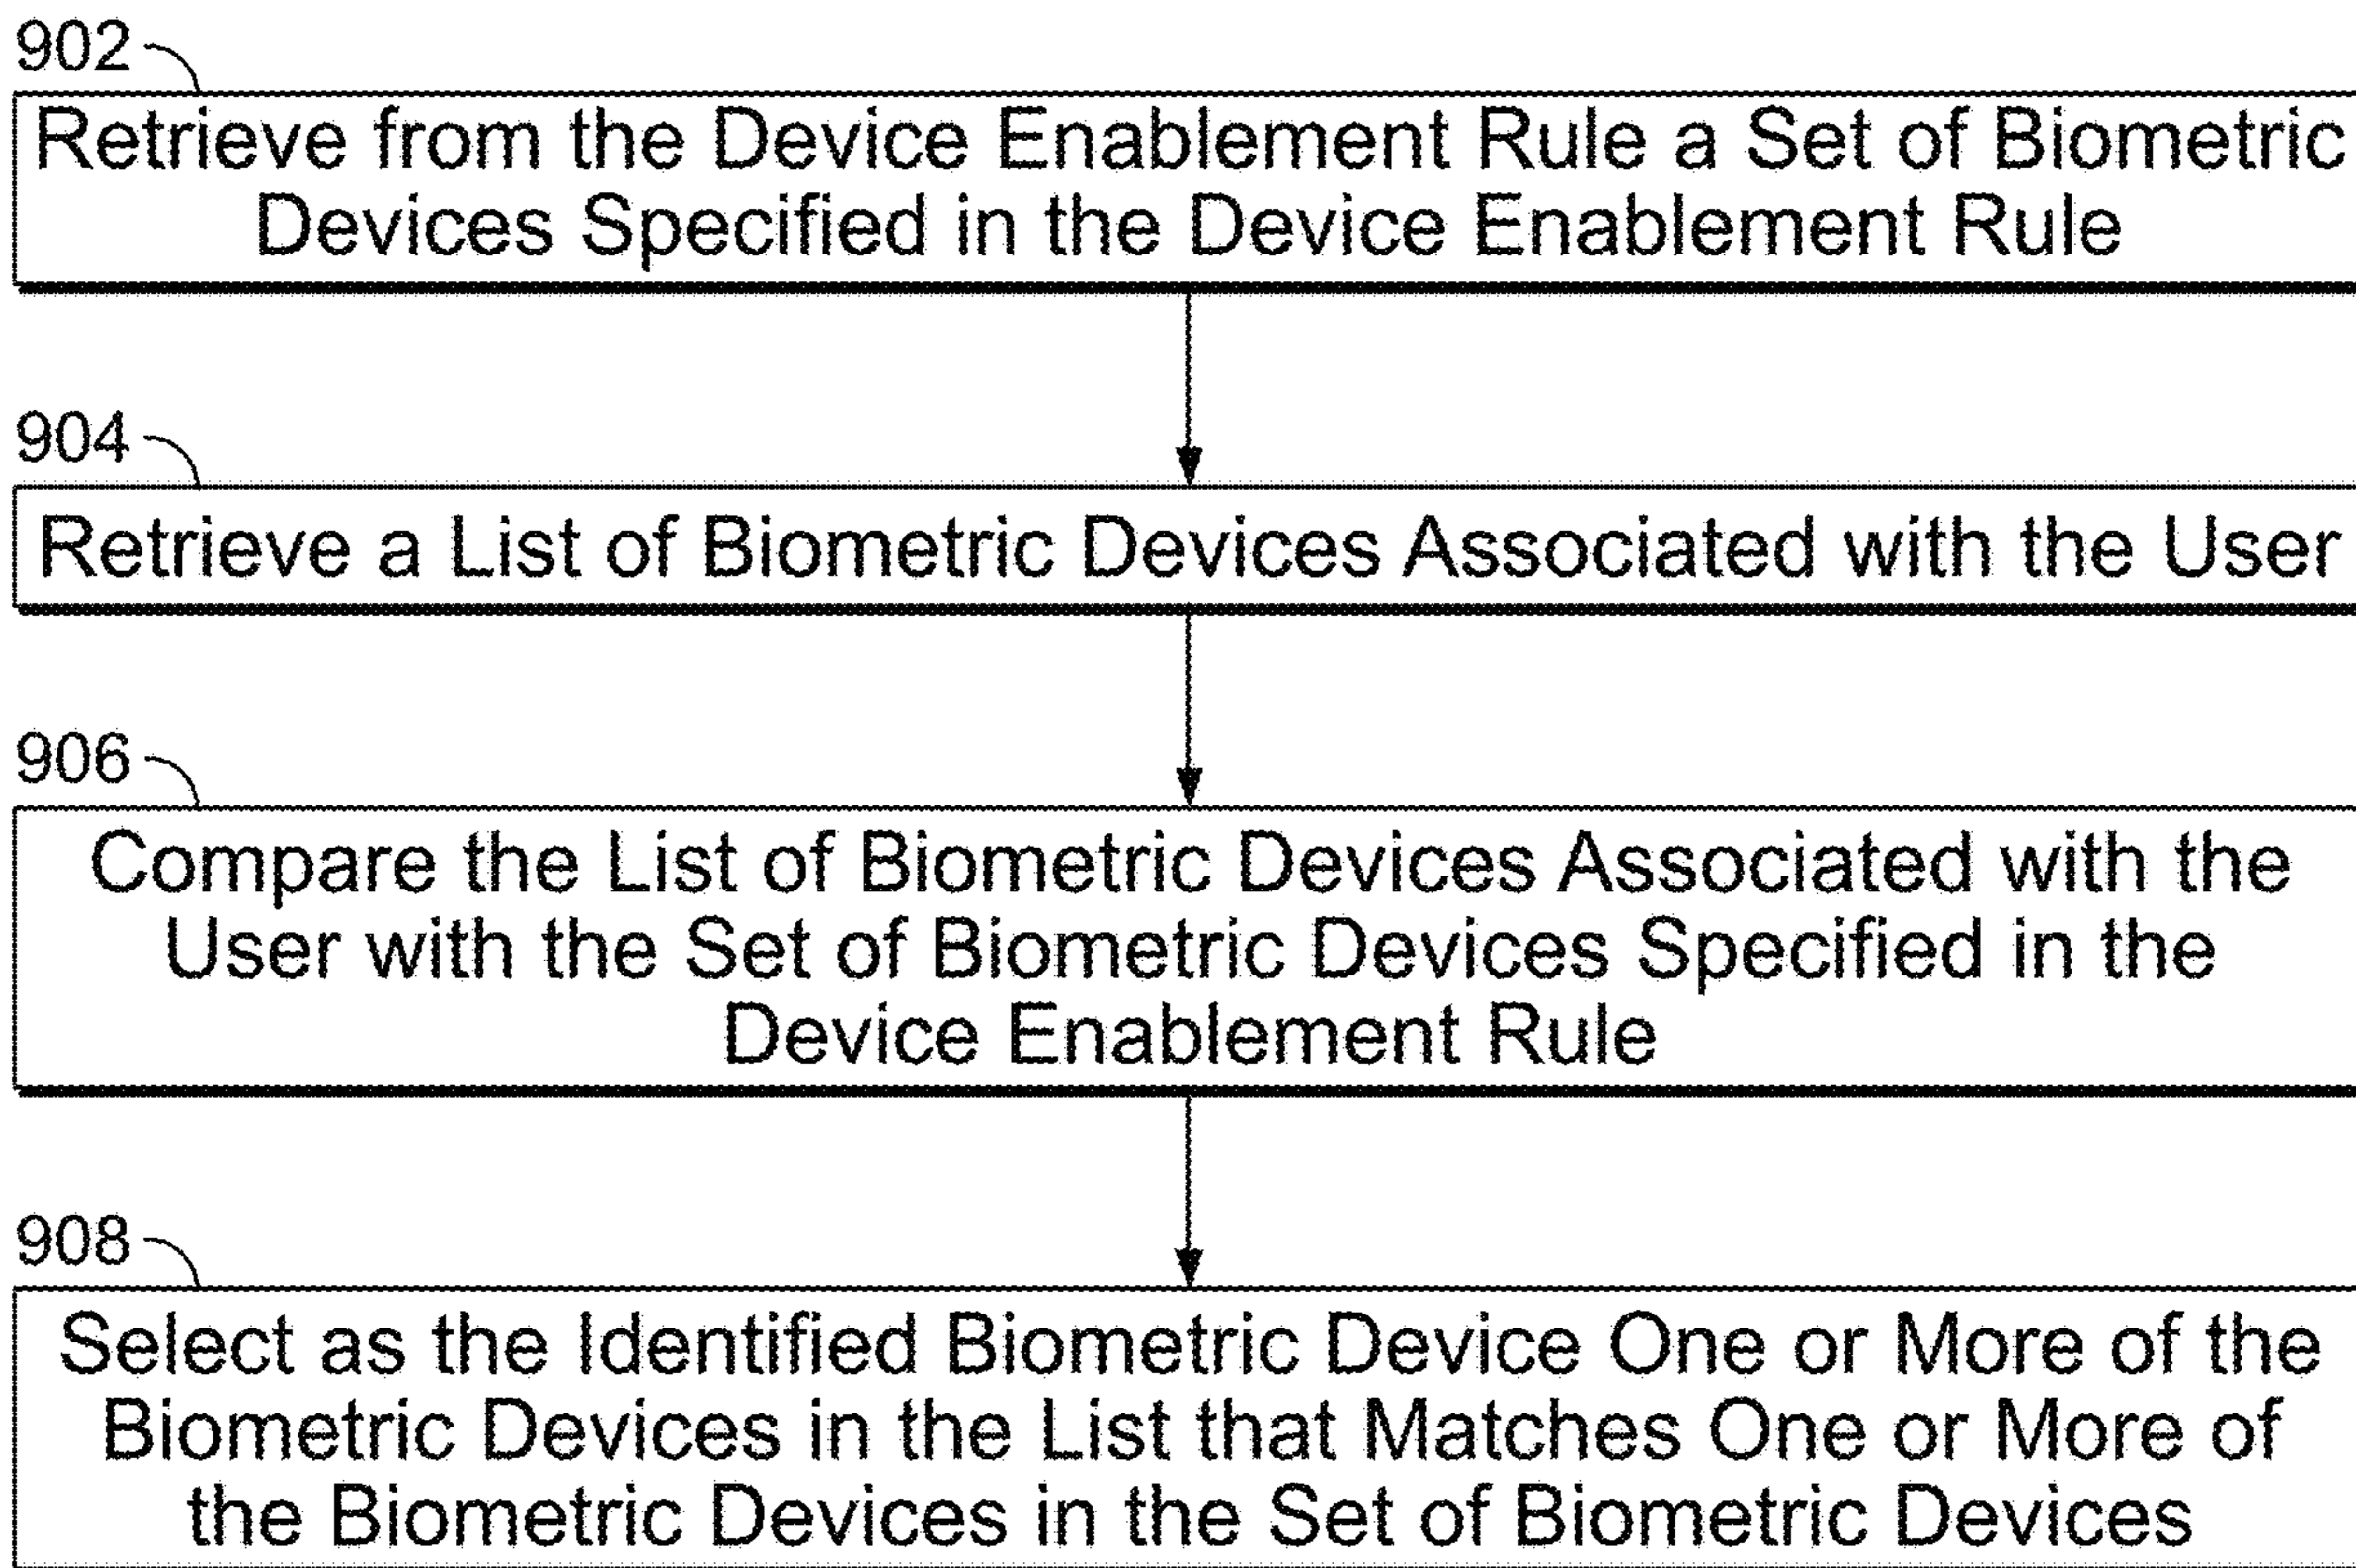 902
Retrieve from the Device Enablement Rule a Set of Biometric
Devices Specified in the Device Enablement Rule
904
Retrieve a List of Biometric Devices Associated with the User
906
Compare the List of Biometric Devices Associated with the
User with the Set of Biometric Devices Specified in the
Device Enablement Rule
908
Select as the Identified Biometric Device One or More of the
Biometric Devices in the List that Matches One or More of
the Biometric Devices in the Set of Biometric Devices